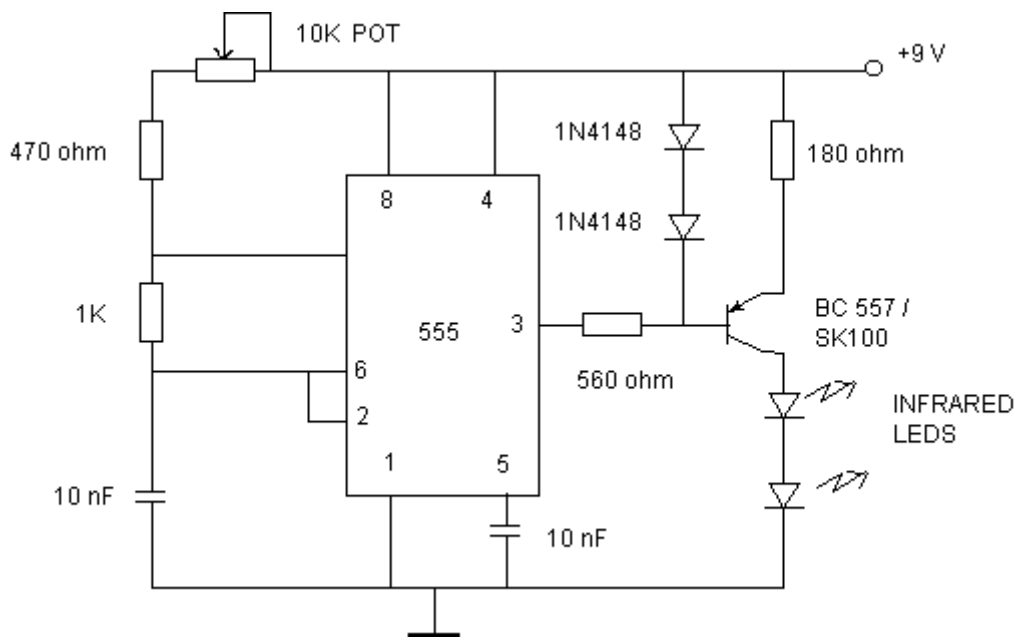 10K POT
+9 V
470 ohm
1N4148
180 ohm
8
4
1N4148
1K
555
3
BC 557 /
SK100
6
560 ohm
2
INFRARED
LEDS
1
5
10 nF
10 nF